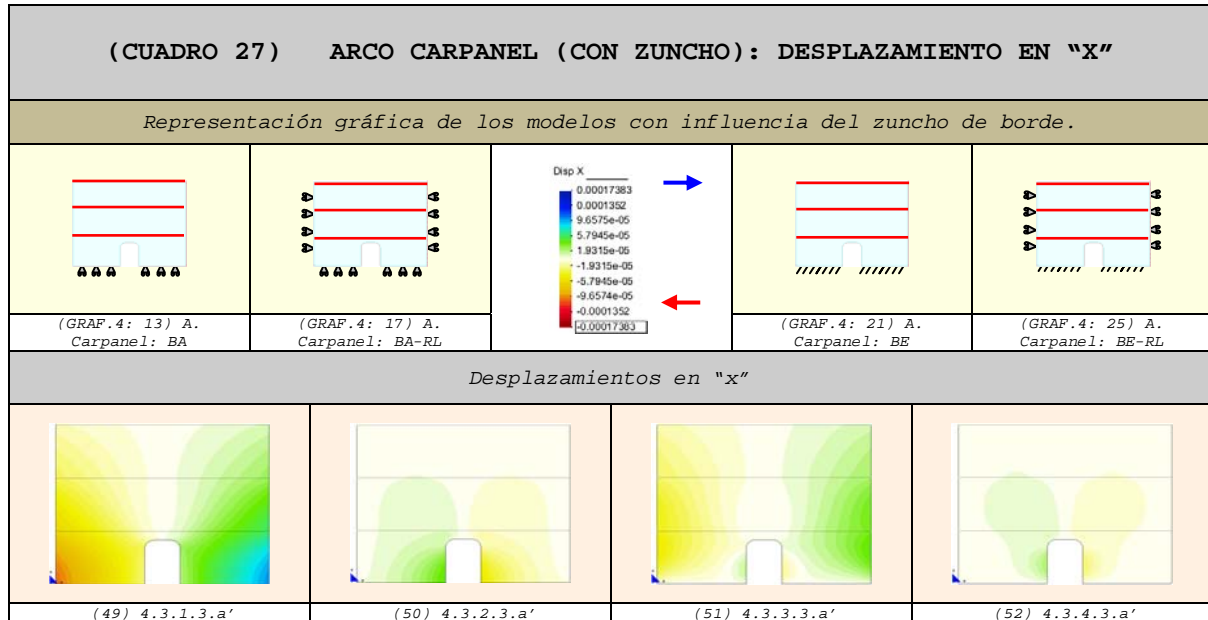 (CUADRO 27) ARCO CARPANEL (CON ZUNCHO): DESPLAZAMIENTO EN “X”
Representación gráfica de los modelos con influencia del zuncho de borde.
Disp X
0.00017383
0.0001352
9.6575e-05
5.7945e-05
1.9315e-05
-1.9315e-05
-5.7945e-05
-9.6574e-05
-0.0001352
-0.00017383
(GRAF.4: 13) A.
Carpanel: BA
(GRAF.4: 17) A.
Carpanel: BA-RL
(GRAF.4: 21) A.
Carpanel: BE
(GRAF.4: 25) A.
Carpanel: BE-RL
Desplazamientos en “x”
(49) 4.3.1.3.a’
(50) 4.3.2.3.a’
(51) 4.3.3.3.a’
(52) 4.3.4.3.a’